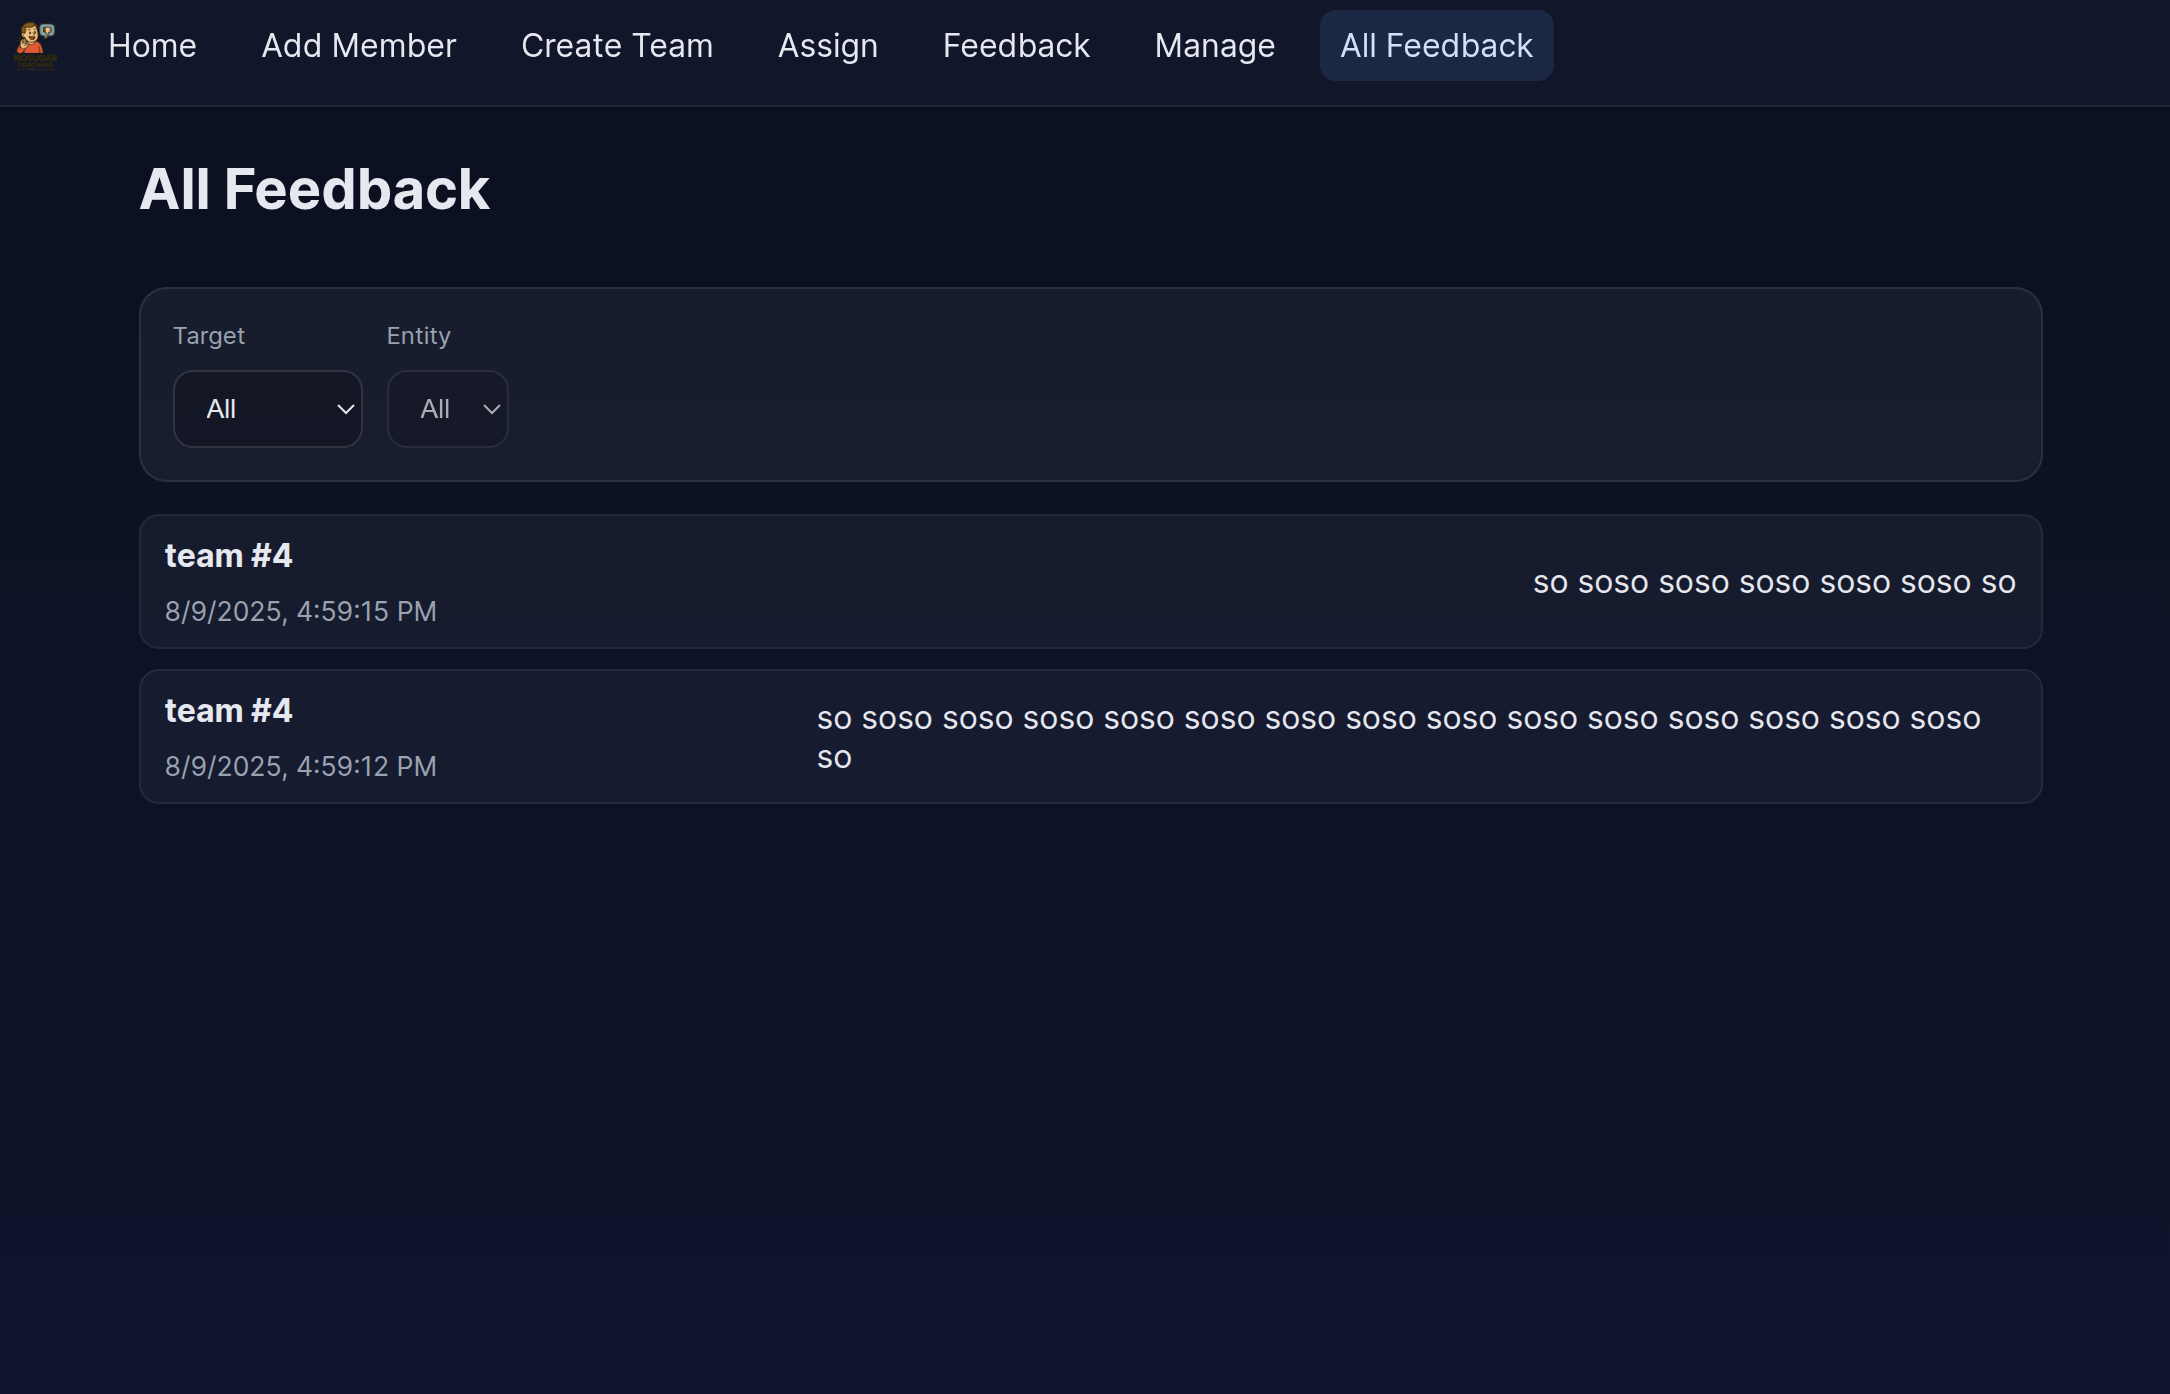 Home Add Member Create Team Assign Feedback Manage All Feedback
All Feedback
Target Entity
All All
team #4
8/9/2025, 4:59:15 PM
so soso soso soso soso soso so
team #4
8/9/2025, 4:59:12 PM
so soso soso soso soso soso soso soso soso soso soso soso soso soso soso
so